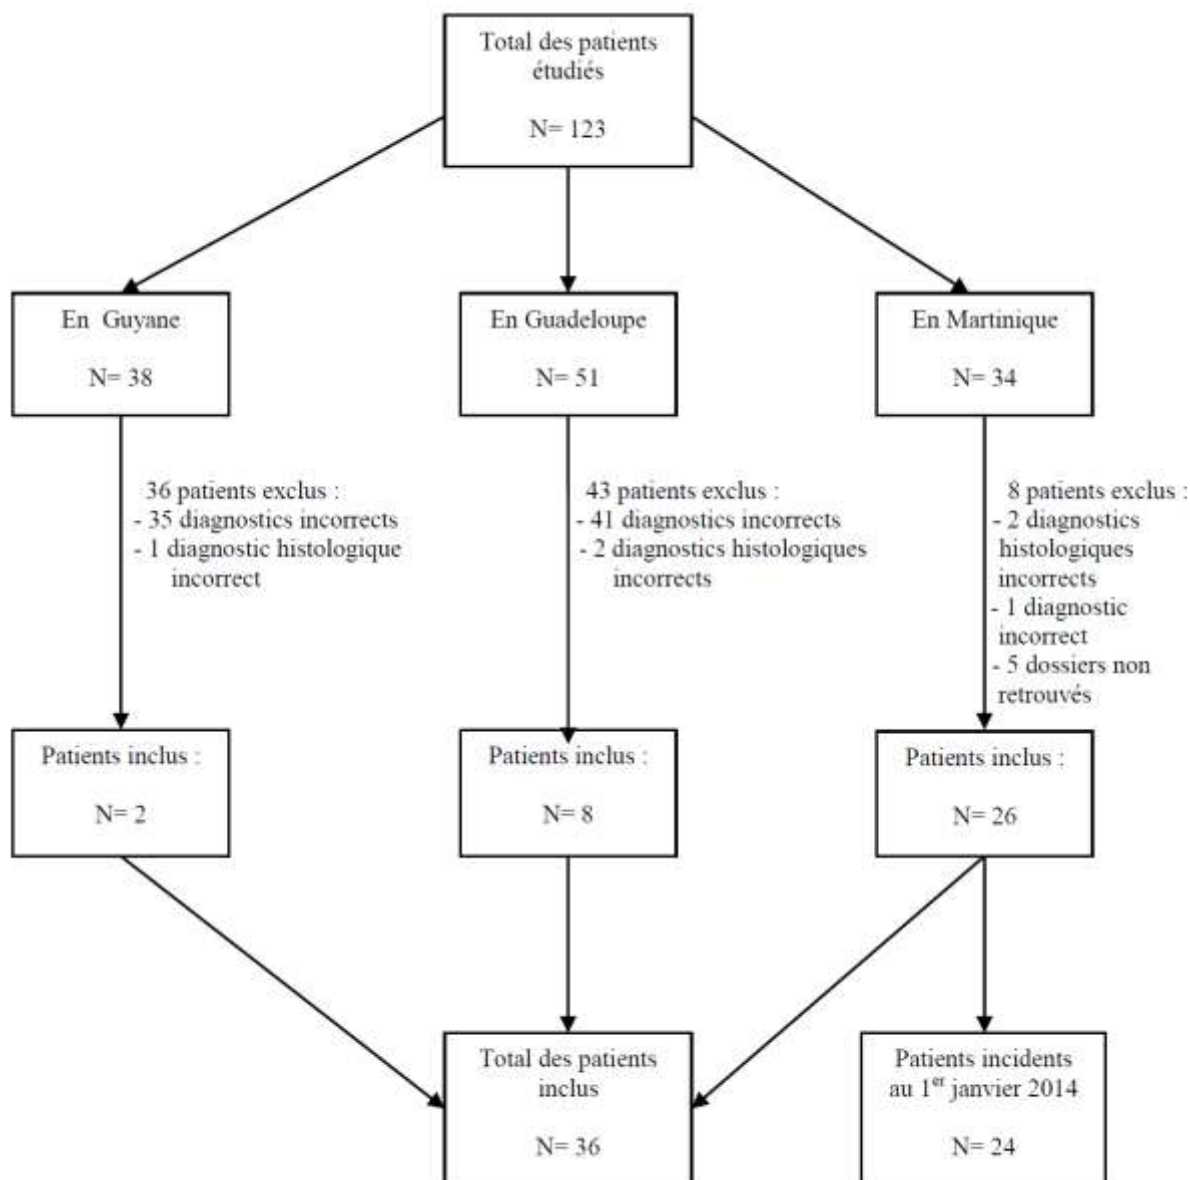 Total des patients
étudiés
N= 123
En Guyane
N= 38
En Guadeloupe
N= 51
En Martinique
N= 34
36 patients exclus :
- 35 diagnostics incorrects
- 1 diagnostic histologique
incorrect
43 patients exclus :
- 41 diagnostics incorrects
- 2 diagnostics histologiques
incorrects
8 patients exclus :
- 2 diagnostics
histologiques
incorrects
- 1 diagnostic
incorrect
- 5 dossiers non
retrouvés
Patients inclus :
N= 2
Patients inclus :
N= 8
Patients inclus :
N= 26
Total des patients
inclus
N= 36
Patients incidents
au 1er janvier 2014
N= 24